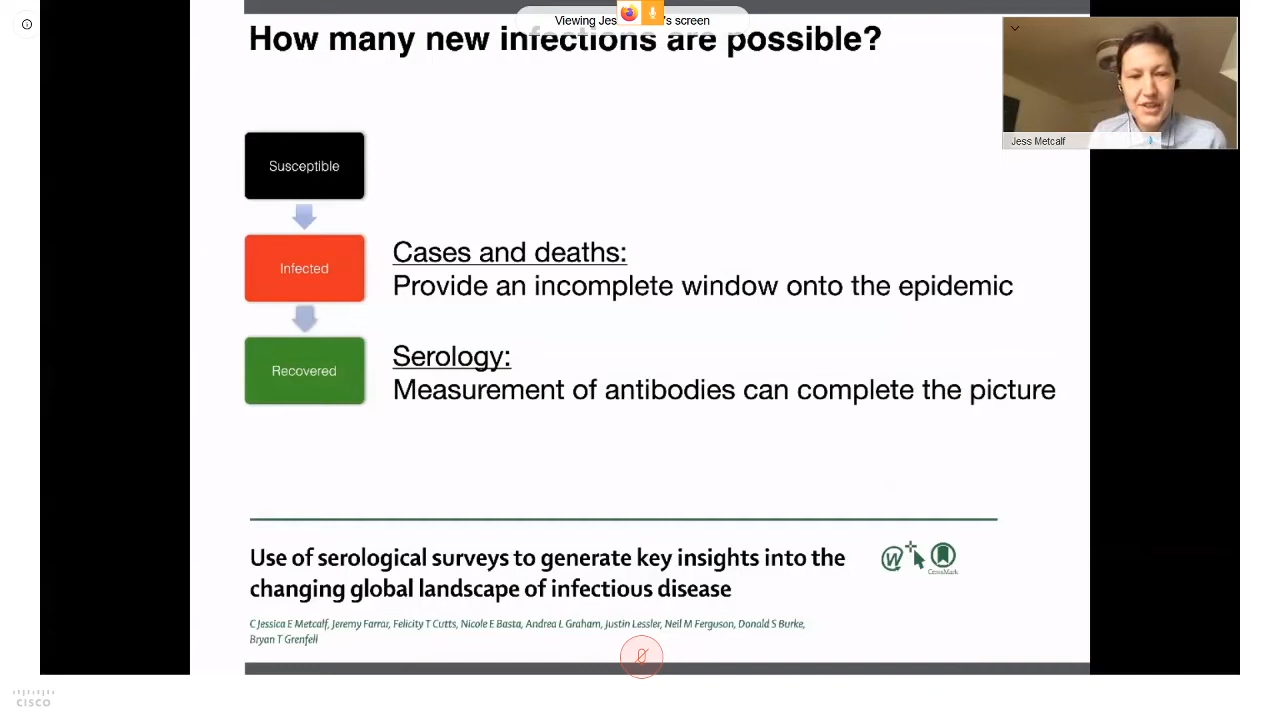 Viewing Jes 's screen
How many new infections are possible?
Jess Metcalf
Susceptible
Infected
Cases and deaths:
Provide an incomplete window onto the epidemic
Recovered
Serology:
Measurement of antibodies can complete the picture
Use of serological surveys to generate key insights into the
changing global landscape of infectious disease
CrossMark
C Jessica E Metcalf, Jeremy Farrar, Felicity T Cutts, Nicole E Basta, Andrea L Graham, Justin Lessler, Neil M Ferguson, Donald S Burke,
Bryan T Grenfell
CISCO